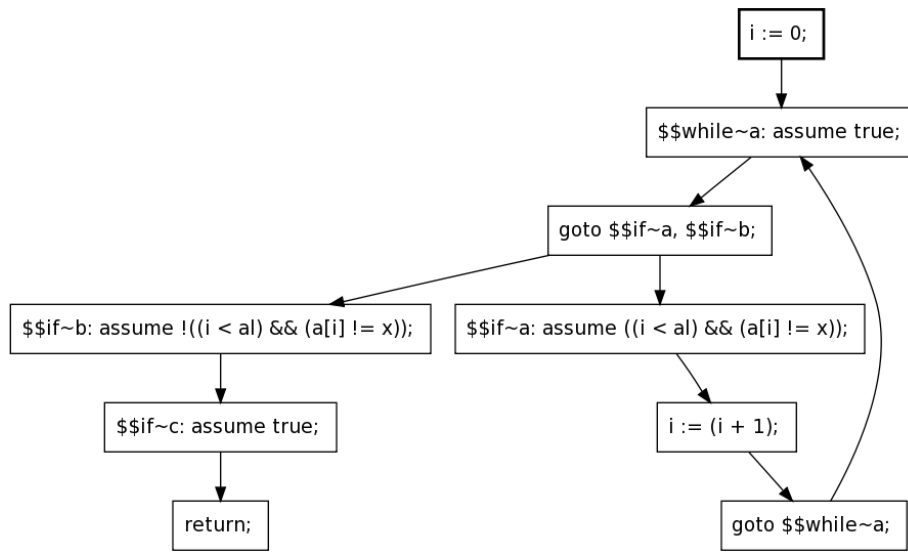 i := 0;
$$while~a: assume true;
goto $$if~a, $$if~b;
$$if~b: assume !((i < al) && (a[i] != x));
$$if~a: assume ((i < al) && (a[i] != x));
$$if~c: assume true;
i := (i + 1);
return;
goto $$while~a;